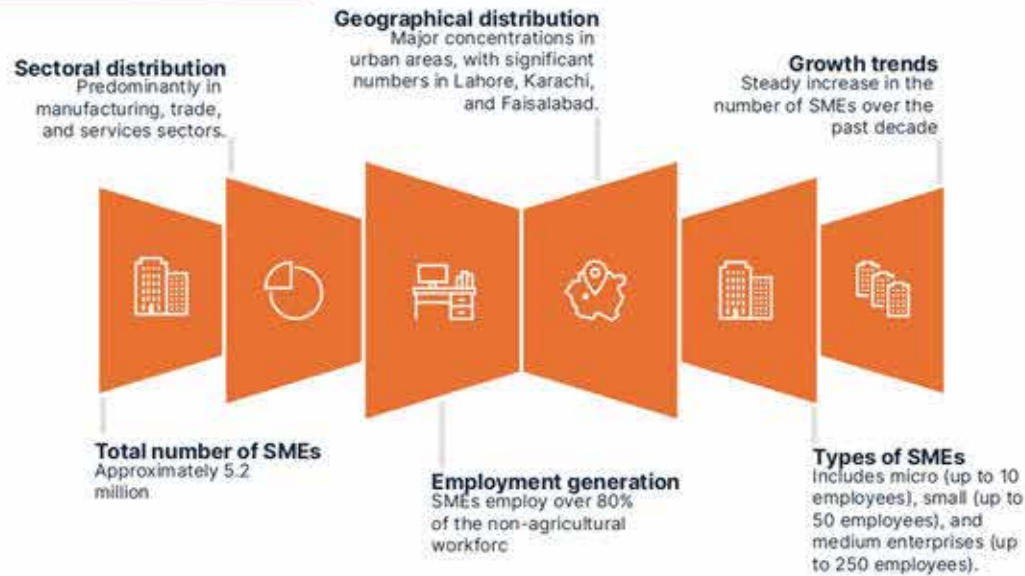 Sectoral distribution
Predominantly in
manufacturing, trade,
and services sectors.
Geographical distribution
Major concentrations in
urban areas, with significant
numbers in Lahore, Karachi,
and Faisalabad.
Growth trends
Steady increase in the
number of SMEs over the
past decade
Total number of SMEs
Approximately 5.2
million
Employment generation
SMEs employ over 80%
of the non-agricultural
workforc
Types of SMEs
Includes micro (up to 10
employees), small (up to
50 employees), and
medium enterprises (up
to 250 employees).